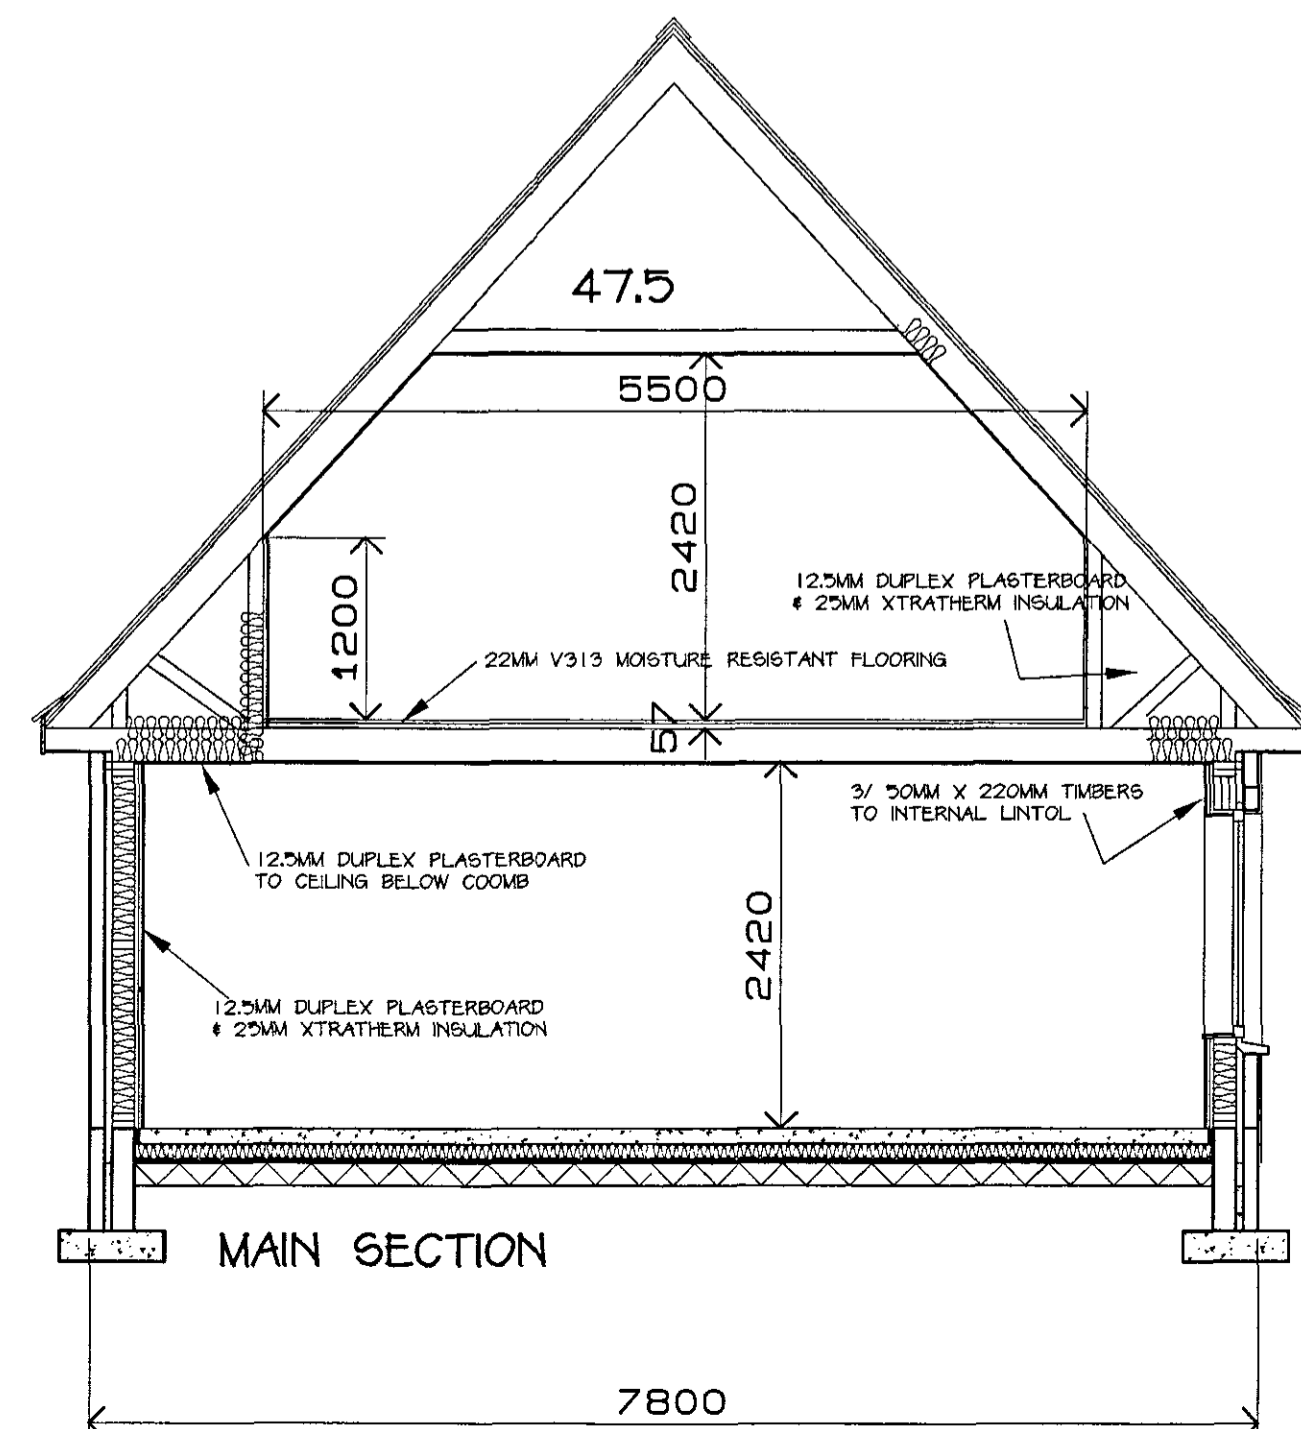 47.5
5500
2420
1200
12.5MM DUPLEX PLASTERBOARD
& 25MM XTRATHERM INSULATION
22MM V313 MOISTURE RESISTANT FLOORING
57
3/ 50MM X 220MM TIMBERS
TO INTERNAL LINTOL
12.5MM DUPLEX PLASTERBOARD
TO CEILING BELOW COOMB
2420
12.5MM DUPLEX PLASTERBOARD
& 25MM XTRATHERM INSULATION
MAIN SECTION
7800